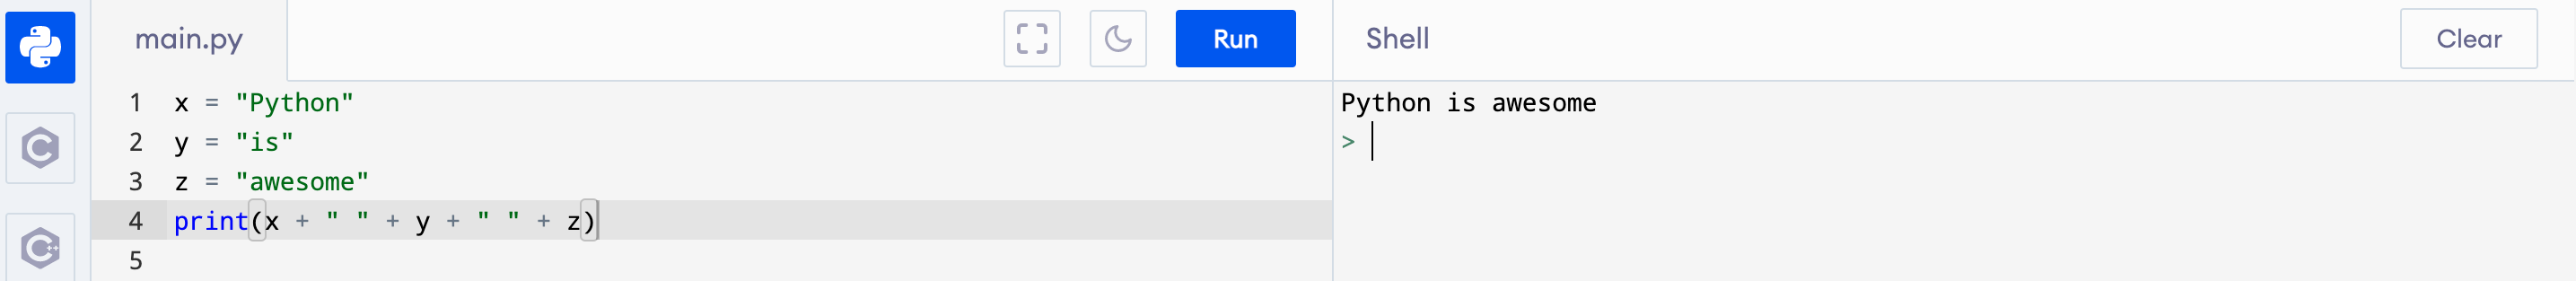 main.py
Run
Shell
Clear
1 x = "Python"
2 y = "is"
3 z = "awesome"
4 print(x + " " + y + " " + z)
5
Python is awesome
>
C
C++